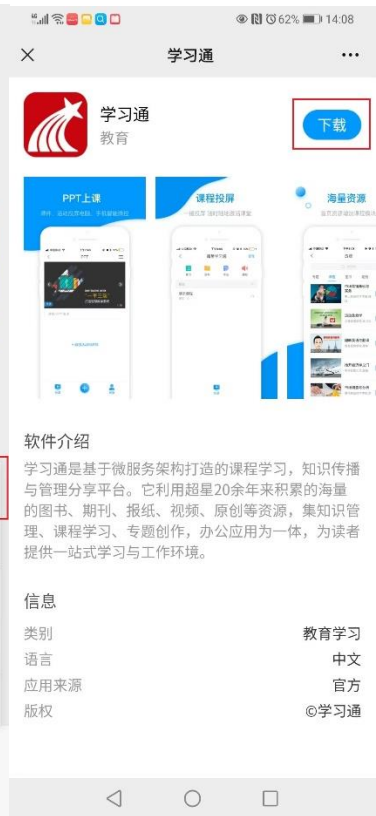 62% 14:08
学习通
学习通
教育
下载
PPT上课
课程投屏
海量资源
软件介绍
学习通是基于微服务架构打造的课程学习，知识传播
与管理分享平台。它利用超星20余年来积累的海量
的图书、期刊、报纸、视频、原创等资源，集知识管
理、课程学习、专题创作，办公应用为一体，为读者
提供一站式学习与工作环境。
信息
类别 教育学习
语言 中文
应用来源 官方
版权 ©学习通